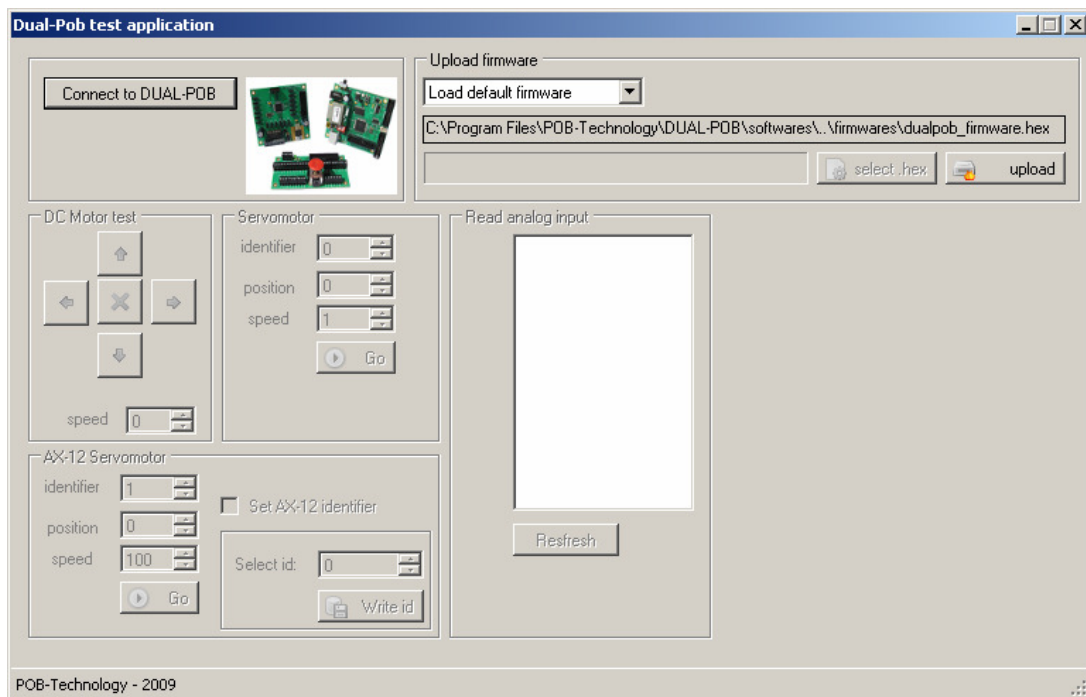 Dual-Pob test application
Connect to DUAL-POB
Upload firmware
Load default firmware
C:\Program Files\POB-Technology\DUAL-POB\softwares\..\firmwares\dualpob_firmware.hex
select .hex
upload
DC Motor test
speed
0
Servomotor
identifier
0
position
0
speed
1
Go
Read analog input
Resfresh
AX-12 Servomotor
identifier
1
position
0
speed
100
Go
Set AX-12 identifier
Select id:
0
Write id
POB-Technology - 2009